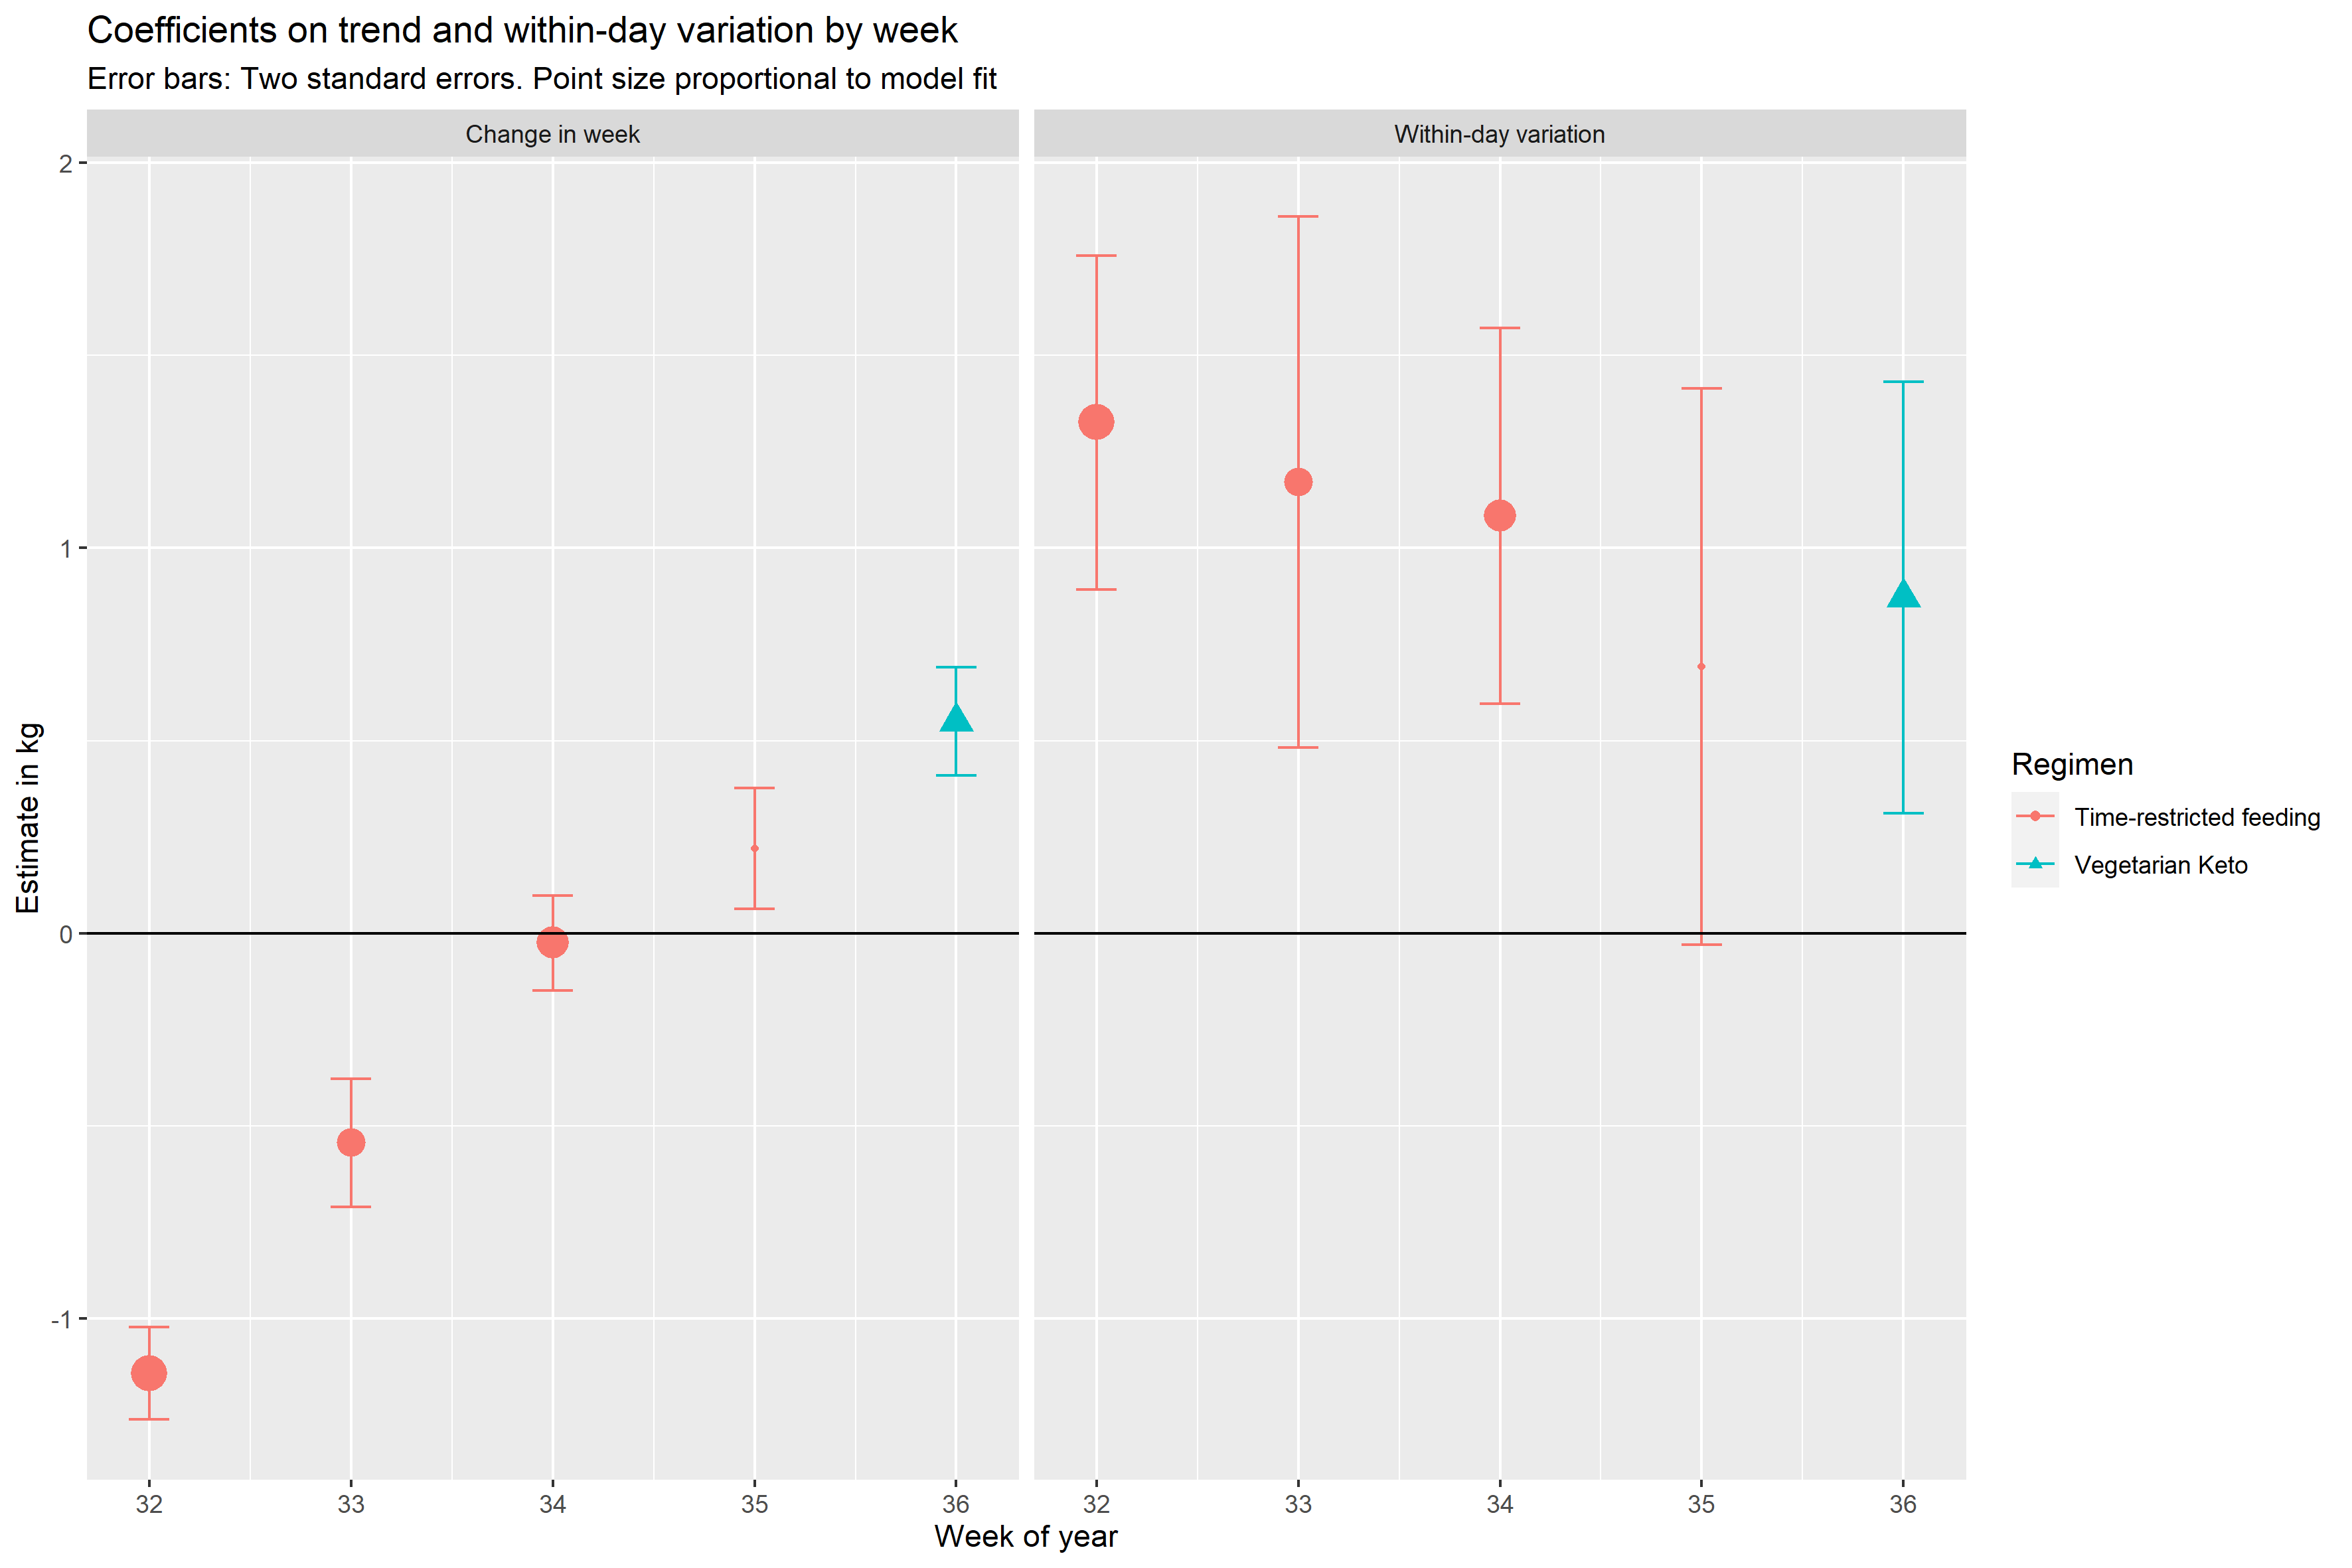 Coefficients on trend and within-day variation by week
Error bars: Two standard errors. Point size proportional to model fit
Change in week
Within-day variation
2
1
0
-1
Estimate in kg
32 33 34 35 36
32 33 34 35 36
Week of year
Regimen
Time-restricted feeding
Vegetarian Keto